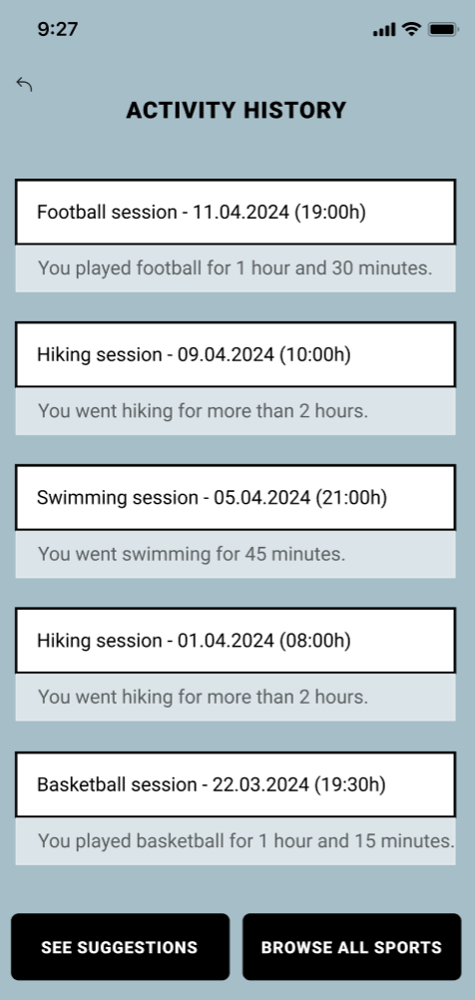 9:27
ACTIVITY HISTORY
Football session - 11.04.2024 (19:00h)
You played football for 1 hour and 30 minutes.
Hiking session - 09.04.2024 (10:00h)
You went hiking for more than 2 hours.
Swimming session - 05.04.2024 (21:00h)
You went swimming for 45 minutes.
Hiking session - 01.04.2024 (08:00h)
You went hiking for more than 2 hours.
Basketball session - 22.03.2024 (19:30h)
You played basketball for 1 hour and 15 minutes.
SEE SUGGESTIONS
BROWSE ALL SPORTS